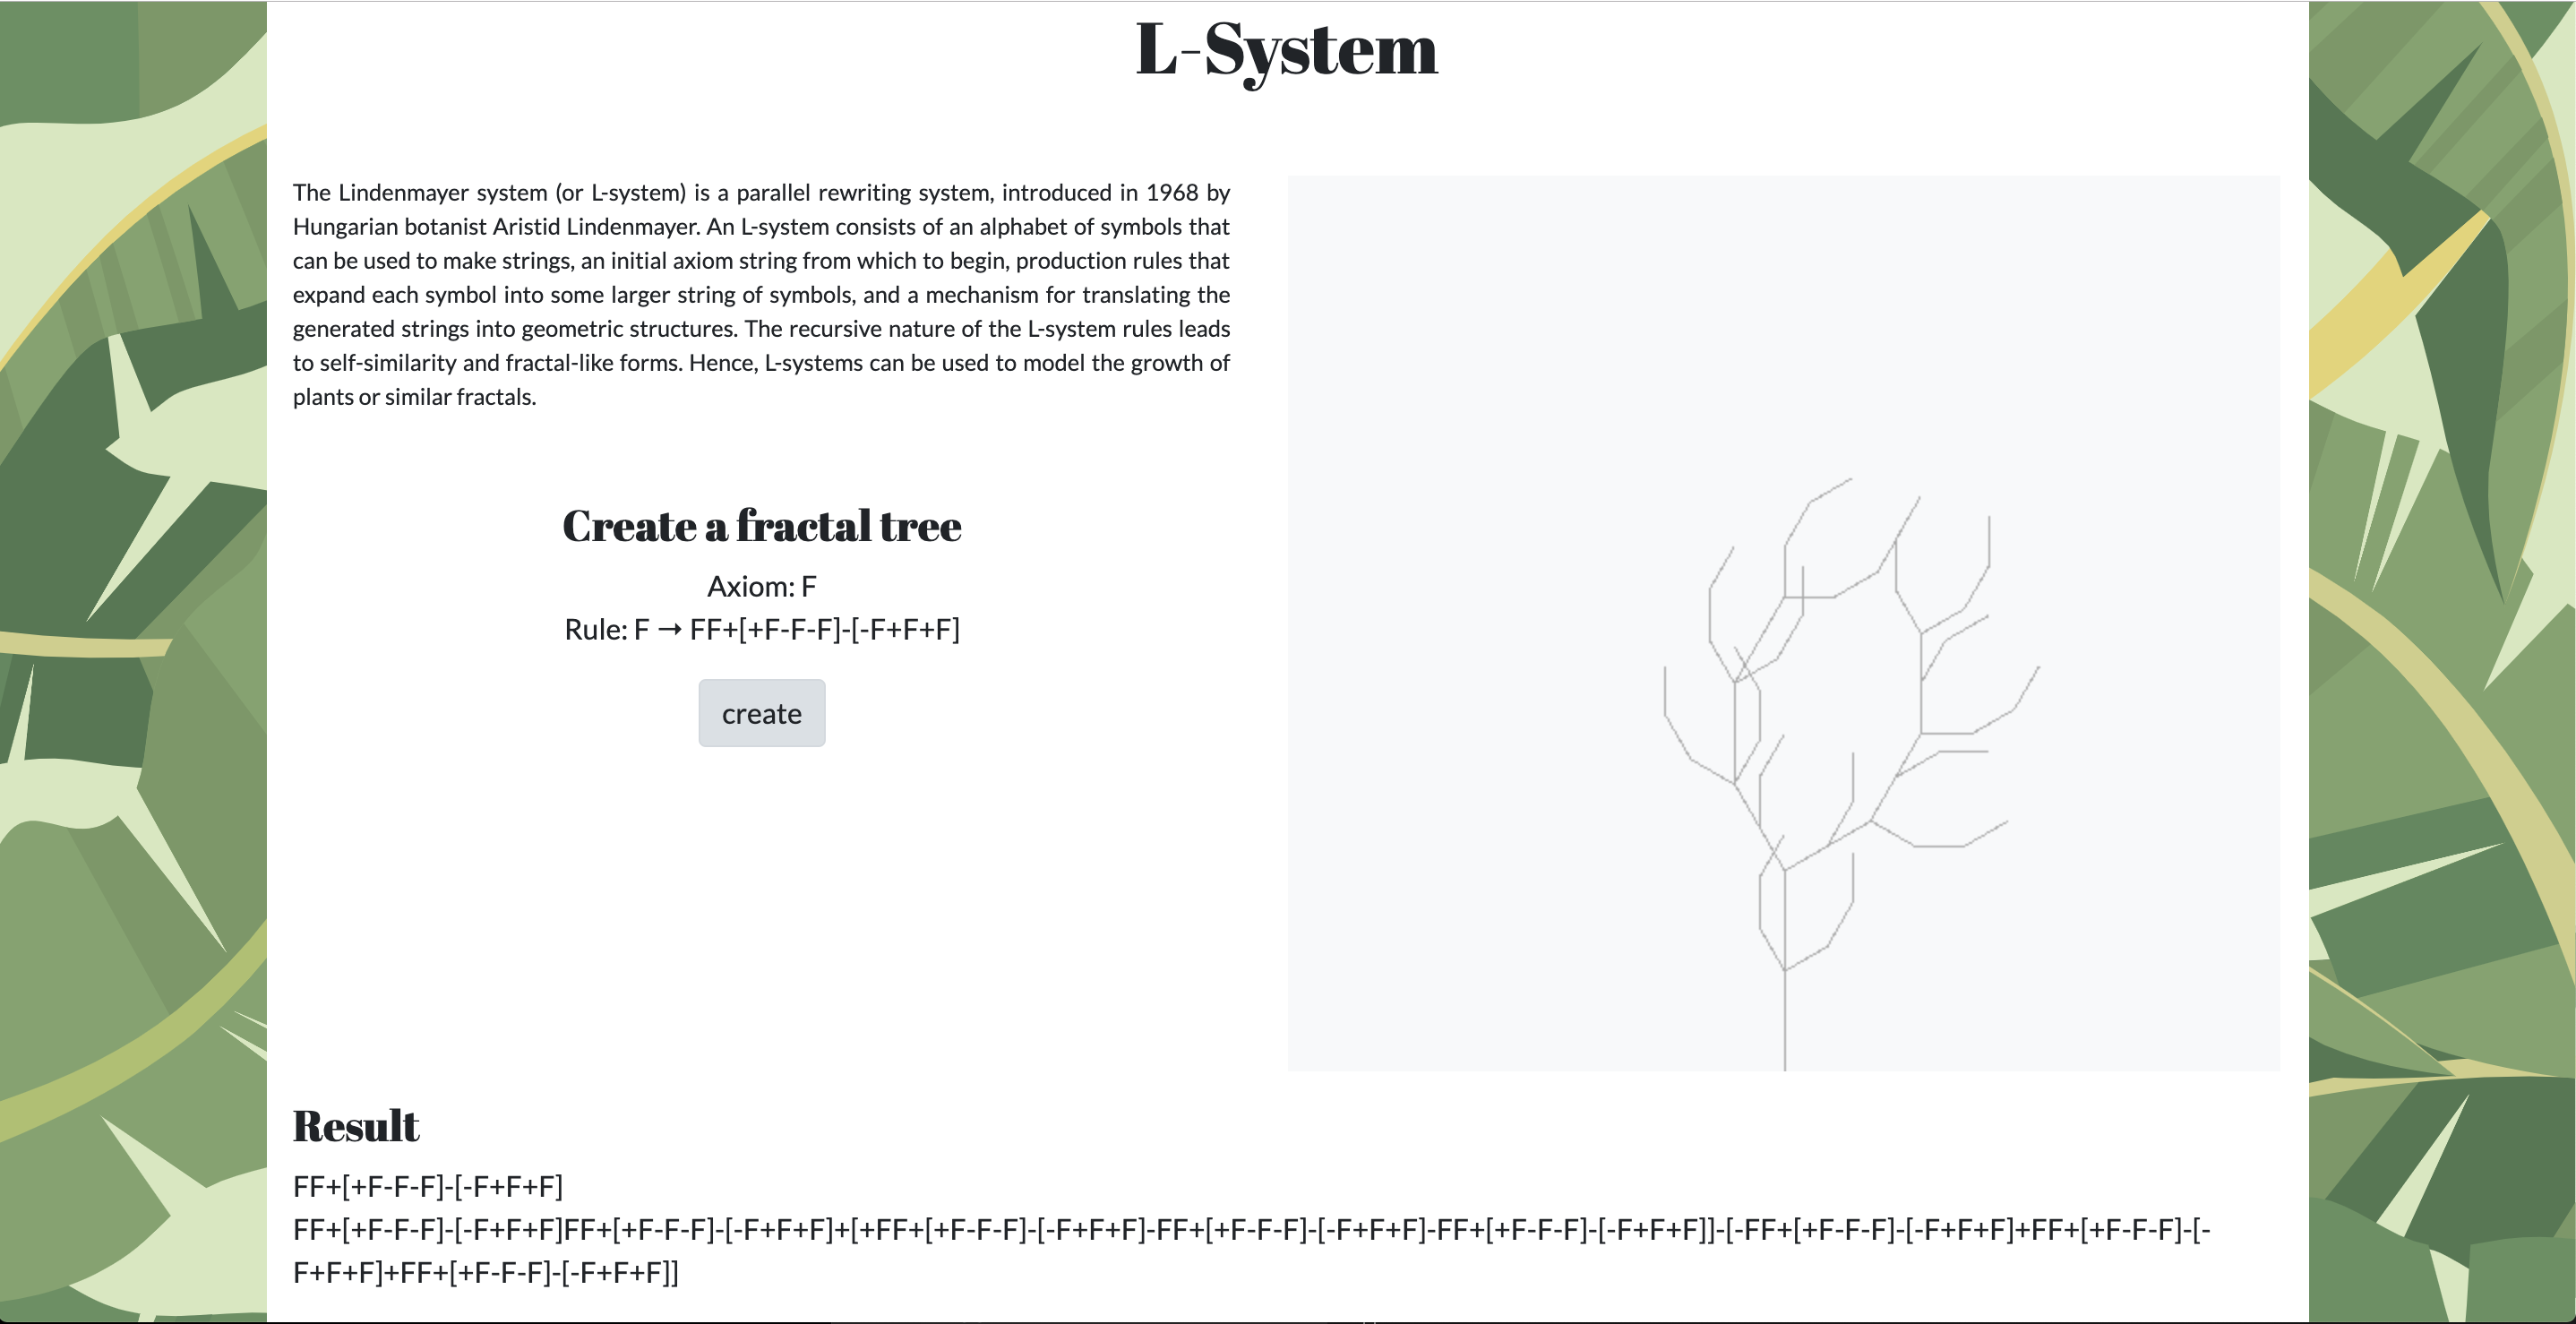 L-System
The Lindenmayer system (or L-system) is a parallel rewriting system, introduced in 1968 by
Hungarian botanist Aristid Lindenmayer. An L-system consists of an alphabet of symbols that
can be used to make strings, an initial axiom string from which to begin, production rules that
expand each symbol into some larger string of symbols, and a mechanism for translating the
generated strings into geometric structures. The recursive nature of the L-system rules leads
to self-similarity and fractal-like forms. Hence, L-systems can be used to model the growth of
plants or similar fractals.
Create a fractal tree
Axiom: F
Rule: F → FF+[+F-F-F]-[-F+F+F]
create
Result
FF+[+F-F-F]-[-F+F+F]
FF+[+F-F-F]-[-F+F+F]FF+[+F-F-F]-[-F+F+F]+[+FF+[+F-F-F]-[-F+F+F]-FF+[+F-F-F]-[-F+F+F]-FF+[+F-F-F]-[-F+F+F]]-[-FF+[+F-F-F]-[-F+F+F]+FF+[+F-F-F]-[-
F+F+F]+FF+[+F-F-F]-[-F+F+F]]